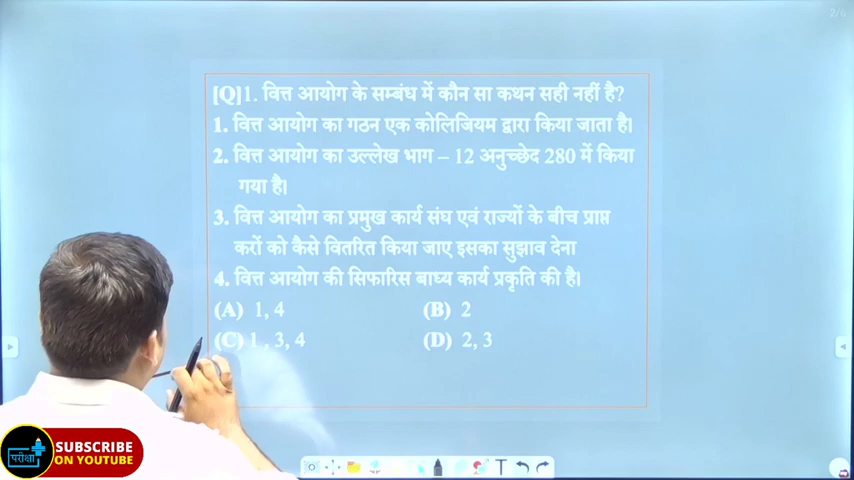 2/6
[Q]1. वित्त आयोग के सम्बंध में कौन सा कथन सही नहीं है?
1. वित्त आयोग का गठन एक कोलिजियम द्वारा किया जाता है।
2. वित्त आयोग का उल्लेख भाग – 12 अनुच्छेद 280 में किया
गया है।
3. वित्त आयोग का प्रमुख कार्य संघ एवं राज्यों के बीच प्राप्त
करों को कैसे वितरित किया जाए इसका सुझाव देना
4. वित्त आयोग की सिफारिस बाध्य कार्य प्रकृति की है।
(A) 1, 4 (B) 2
(C) 1 , 3, 4 (D) 2, 3
परीक्षा
SUBSCRIBE
ON YOUTUBE
T